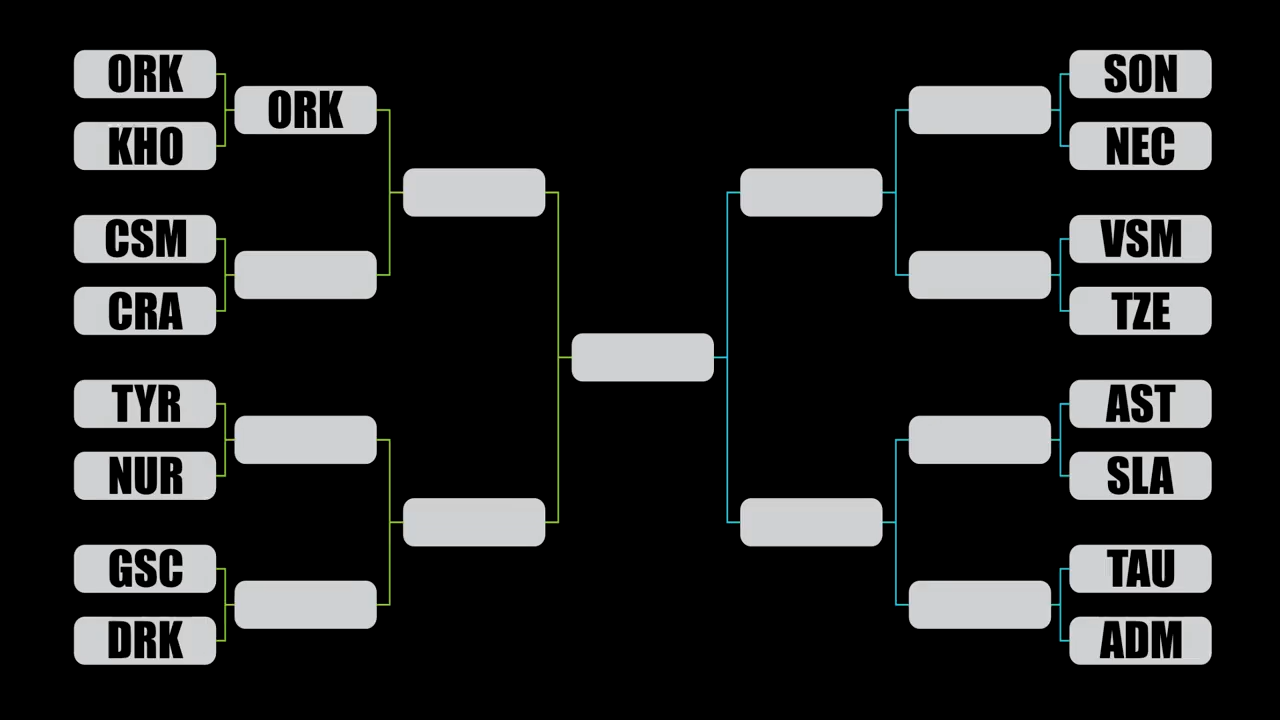 ORK
KHO
ORK
CSM
CRA
TYR
NUR
GSC
DRK
SON
NEC
VSM
TZE
AST
SLA
TAU
ADM